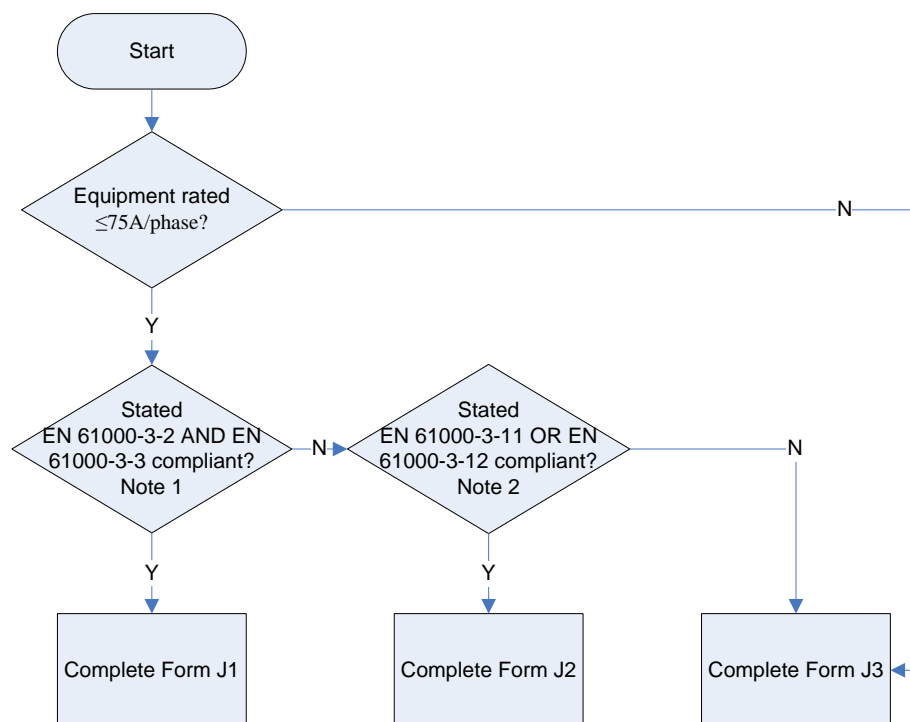 Start
Equipment rated
≤75A/phase?
N
Y
Stated
EN 61000-3-2 AND EN
61000-3-3 compliant?
Note 1
N
Stated
EN 61000-3-11 OR EN
61000-3-12 compliant?
Note 2
N
Y
Y
Complete Form J1
Complete Form J2
Complete Form J3